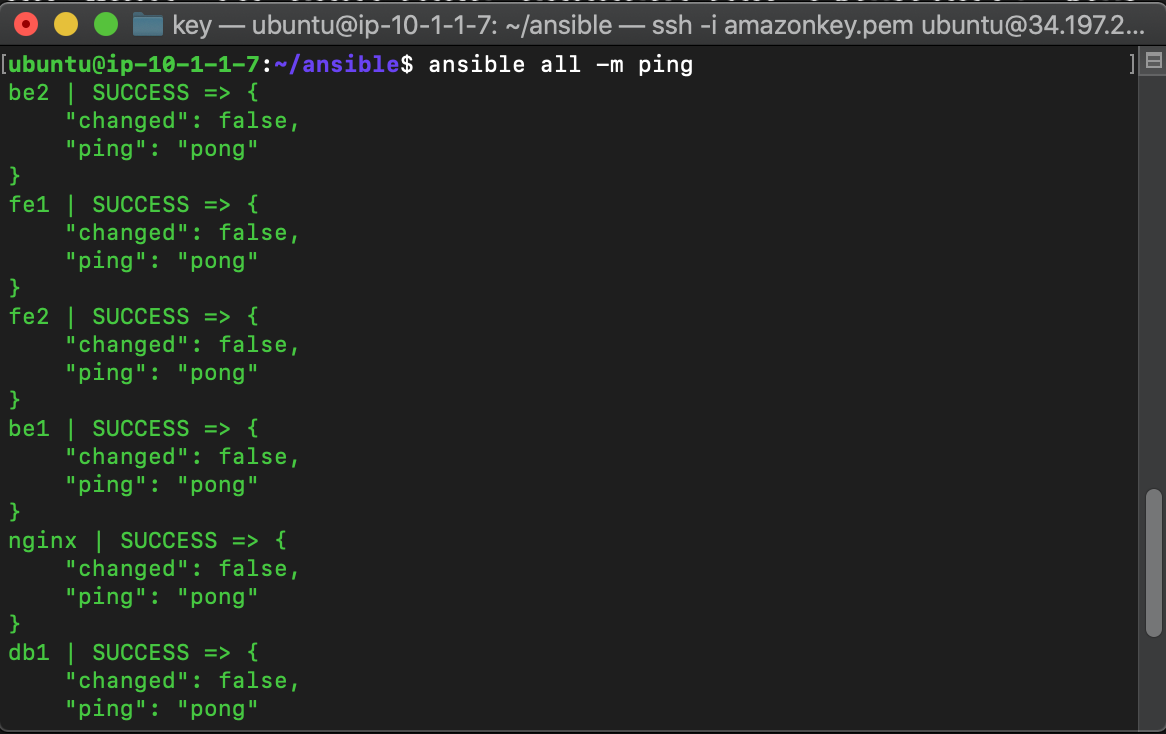 key — ubuntu@ip-10-1-1-7: ~/ansible — ssh -i amazonkey.pem ubuntu@34.197.2...
[ubuntu@ip-10-1-1-7:~/ansible$ ansible all -m ping ]
be2 | SUCCESS => {
    "changed": false,
    "ping": "pong"
}
fe1 | SUCCESS => {
    "changed": false,
    "ping": "pong"
}
fe2 | SUCCESS => {
    "changed": false,
    "ping": "pong"
}
be1 | SUCCESS => {
    "changed": false,
    "ping": "pong"
}
nginx | SUCCESS => {
    "changed": false,
    "ping": "pong"
}
db1 | SUCCESS => {
    "changed": false,
    "ping": "pong"